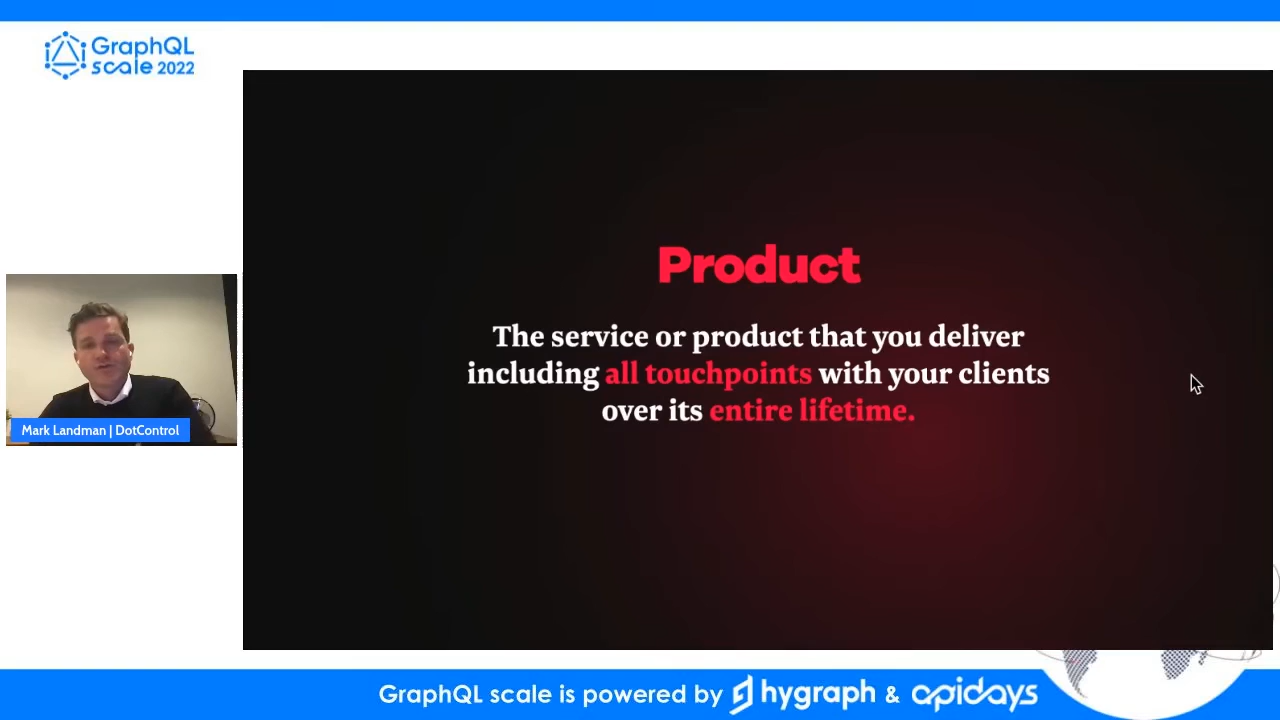 GraphQL
scale 2022
Product
The service or product that you deliver
including all touchpoints with your clients
over its entire lifetime.
Mark Landman | DotControl
GraphQL scale is powered by hygraph & apidays